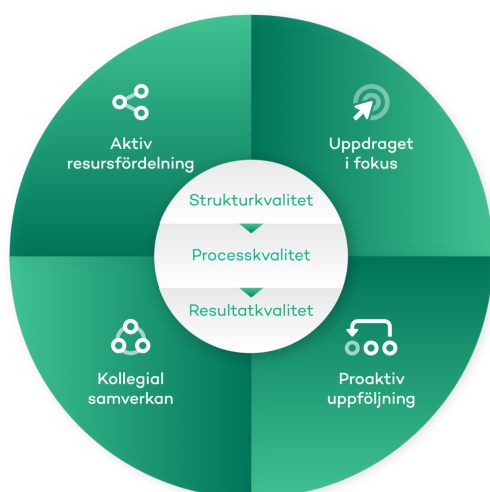 Aktiv
resursfördelning
Uppdraget
i fokus
Strukturkvalitet
Processkvalitet
Resultatkvalitet
Kollegial
samverkan
Proaktiv
uppföljning